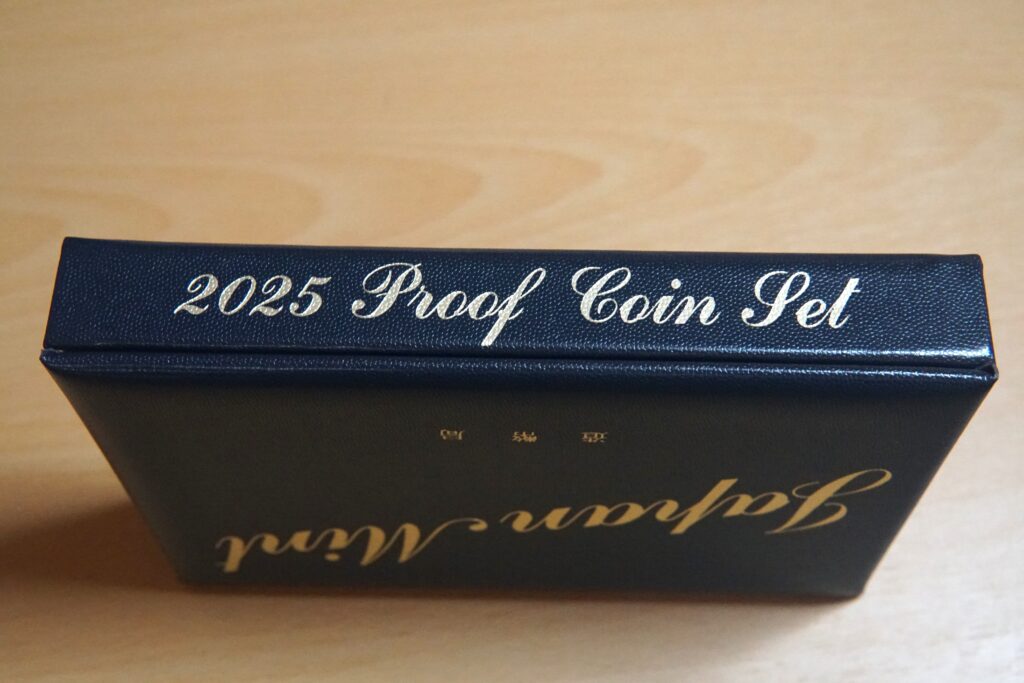 2025 Proof Coin Set
Japan Mint
造幣局